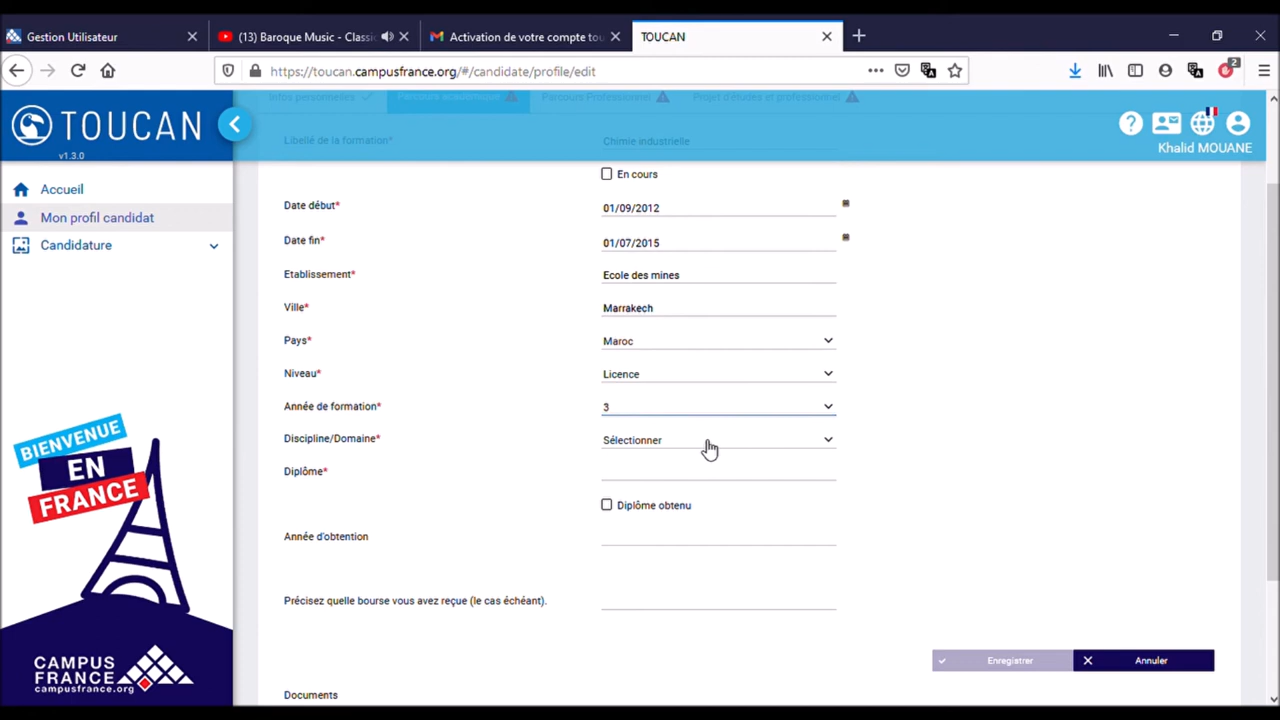 Gestion Utilisateur
(13) Baroque Music - Classic
Activation de votre compte tou
TOUCAN
https://toucan.campusfrance.org/#/candidate/profile/edit
2
TOUCAN
v1.3.0
Khalid MOUANE
Accueil
Mon profil candidat
Candidature
BIENVENUE
EN
FRANCE
CAMPUS
FRANCE
campusfrance.org
Infos personnelles
Parcours académique
Parcours Professionnel
Projet d'études et professionnel
Libellé de la formation*
Chimie industrielle
En cours
Date début*
01/09/2012
Date fin*
01/07/2015
Etablissement*
Ecole des mines
Ville*
Marrakech
Pays*
Maroc
Niveau*
Licence
Année de formation*
3
Discipline/Domaine*
Sélectionner
Diplôme*
Diplôme obtenu
Année d'obtention
Précisez quelle bourse vous avez reçue (le cas échéant).
Enregistrer
Annuler
Documents